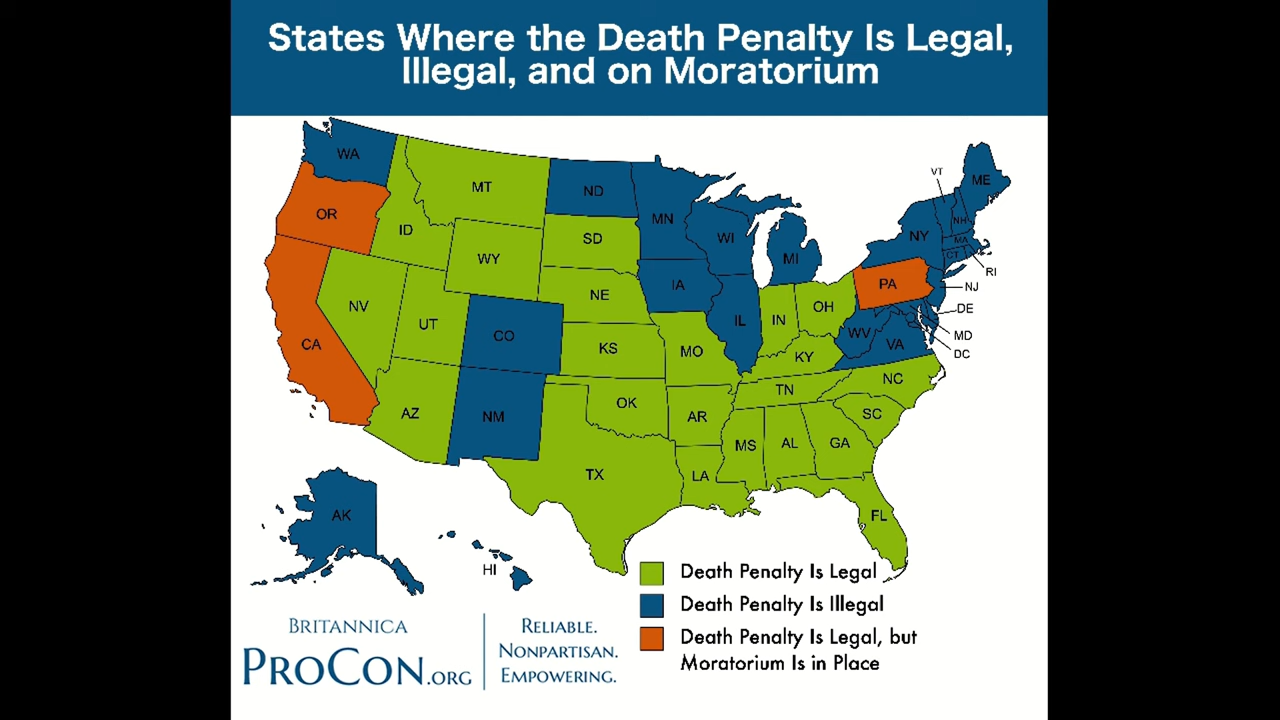 States Where the Death Penalty Is Legal,
Illegal, and on Moratorium
WA
OR
CA
ID
MT
NV
WY
UT
AZ
CO
NM
ND
SD
NE
KS
OK
TX
MN
IA
MO
AR
LA
WI
IL
MI
IN
OH
KY
TN
MS
AL
GA
FL
SC
NC
VA
WV
PA
NY
VT
NH
ME
MA
CT
RI
NJ
DE
MD
DC
AK
HI
Death Penalty Is Legal
Death Penalty Is Illegal
Death Penalty Is Legal, but
Moratorium Is in Place
BRITANNICA
PROCON.ORG
RELIABLE.
NONPARTISAN.
EMPOWERING.